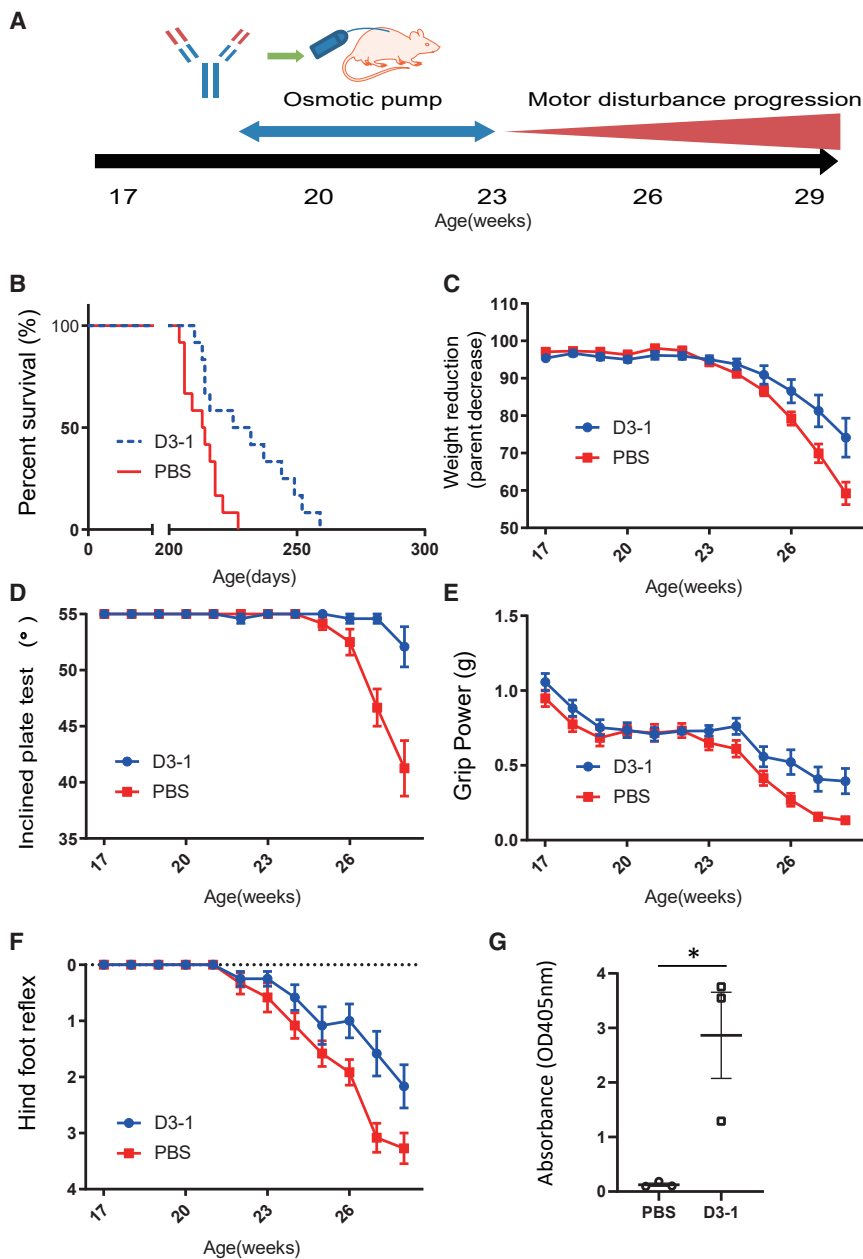 A
Osmotic pump
Motor disturbance progression
17 20 23 26 29
Age(weeks)
B
Percent survival (%)
100
50
0
D3-1
PBS
0 200 250 300
Age(days)
C
Weight reduction
(parent decrease)
100
100
90
80
70
60
50
D3-1
PBS
17 20 23 26
Age(weeks)
D
Inclined plate test (°)
55
55
45
45
35
D3-1
PBS
17 20 23 26
Age(weeks)
E
Grip Power (g)
1.5
1.0
0.5
0.0
D3-1
PBS
17 20 23 26
Age(weeks)
F
Hind foot reflex
0
1
2
3
4
D3-1
PBS
17 20 23 26
Age(weeks)
G
*
Absorbance (OD405nm)
4
3
2
1
0
PBS D3-1